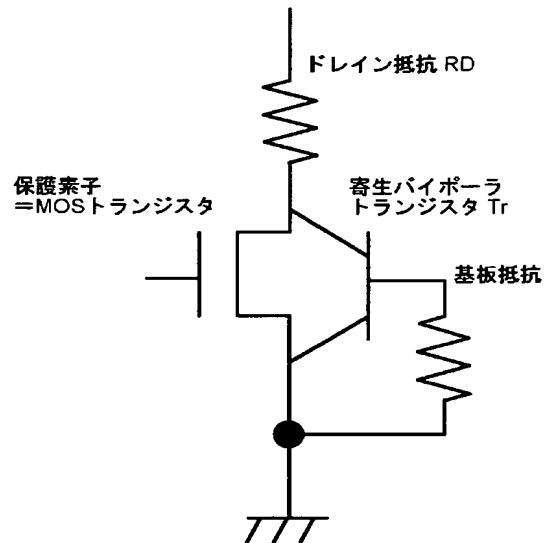 ドレイン抵抗 RD
保護素子
=MOSトランジスタ
寄生バイポーラ
トランジスタ Tr
基板抵抗